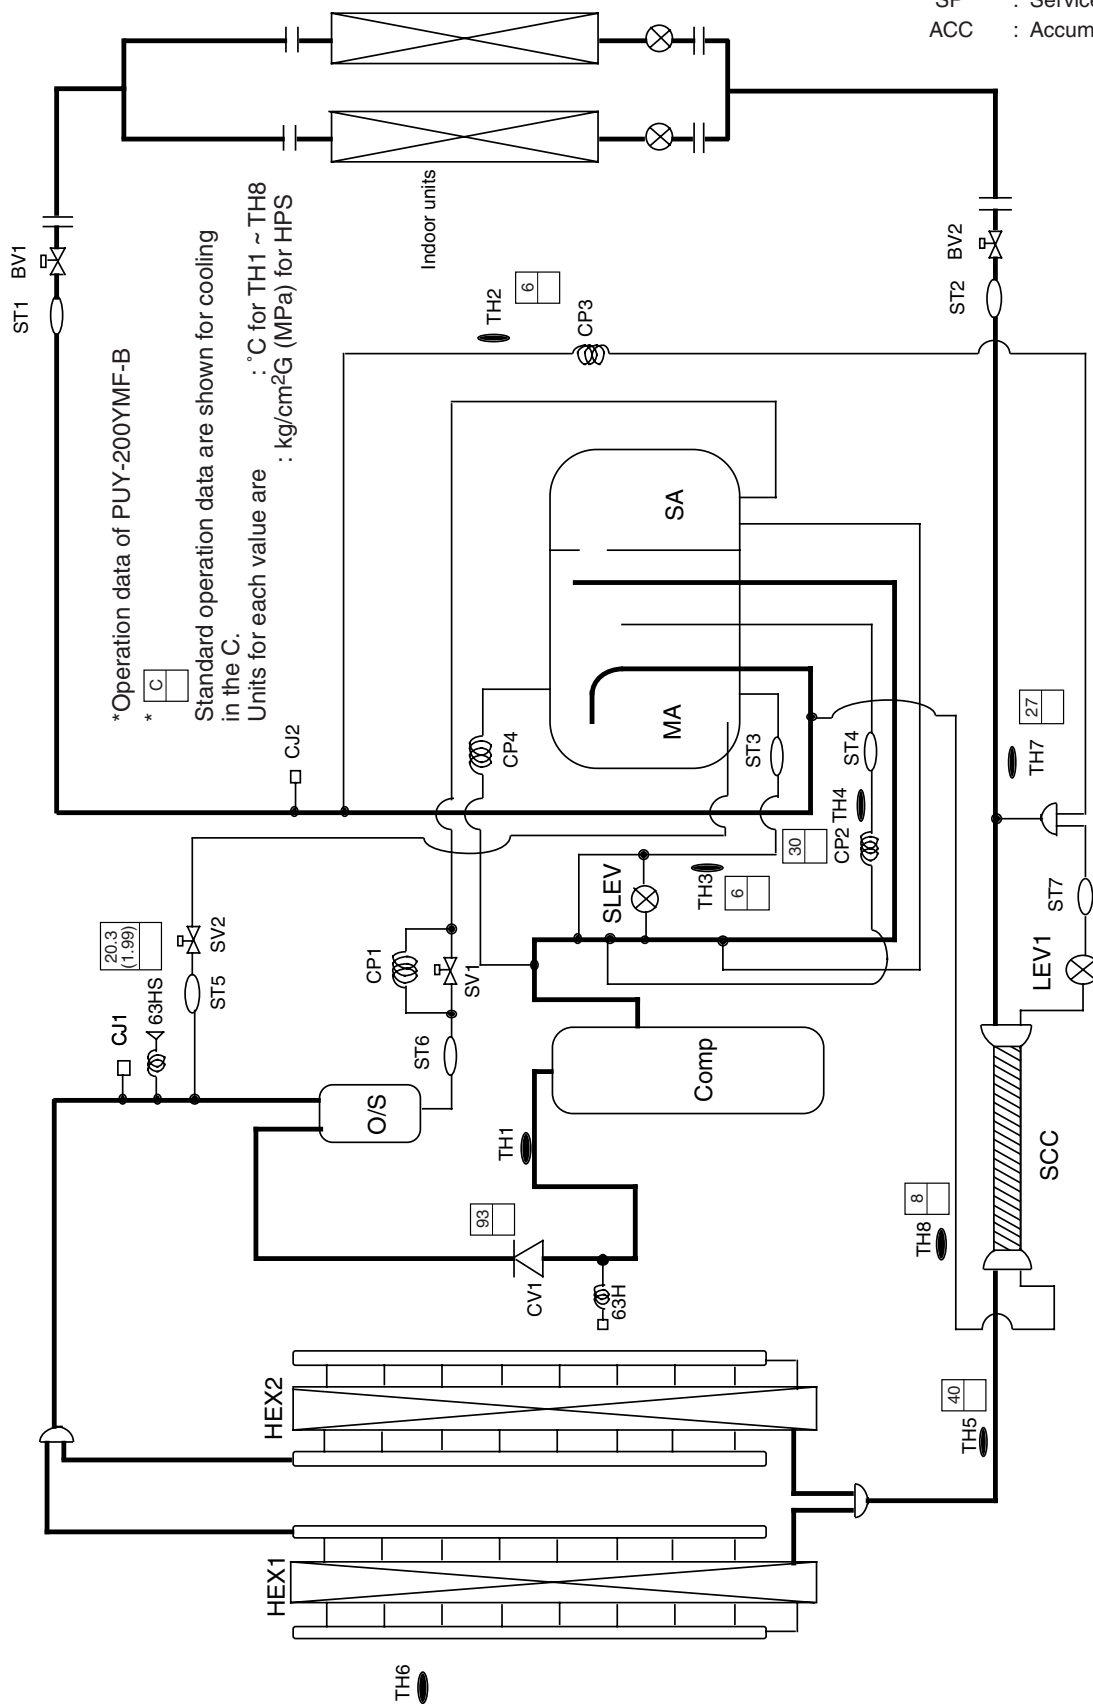 SP : Service
ACC : Accum
*Operation data of PUY-200YMF-B
* C
Standard operation data are shown for cooling
in the C.
Units for each value are : °C for TH1 ~ TH8
: kg/cm²G (MPa) for HPS
ST1
BV1
Indoor units
CJ2
TH2
6
CP3
ST2
BV2
CP4
SA
MA
ST3
ST4
TH4
CP2
30
TH7
27
SLEV
TH3
6
20.3
(1.99)
SV2
ST5
63HS
CJ1
CP1
SV1
ST6
O/S
Comp
TH1
93
CV1
63H
LEV1
ST7
SCC
TH8
8
TH5
40
HEX2
HEX1
TH6